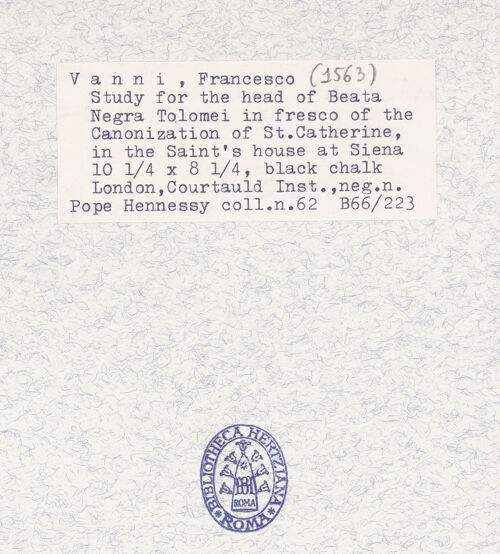 V a n n i , Francesco (1563)
Study for the head of Beata
Negra Tolomei in fresco of the
Canonization of St.Catherine,
in the Saint's house at Siena
10 1/4 x 8 1/4, black chalk
London,Courtauld Inst.,neg.n.
Pope Hennessy coll.n.62 B66/223
BIBLIOTHECA HERTZIANA
BH
ROMA
ROMA